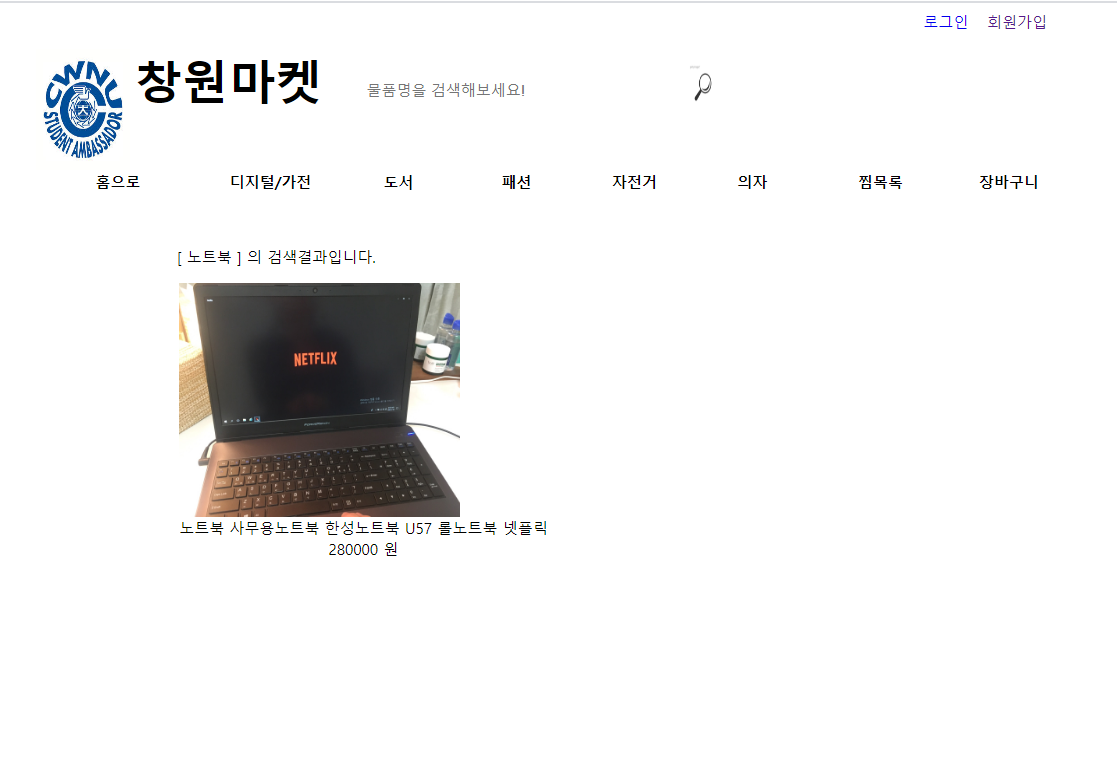 로그인 회원가입
CWNU
STUDENT AMBASSADOR
창원마켓
물품명을 검색해보세요!
홈으로 디지털/가전 도서 패션 자전거 의자 찜목록 장바구니
[ 노트북 ] 의 검색결과입니다.
NETFLIX
노트북 사무용노트북 한성노트북 U57 롤노트북 넷플릭
280000 원